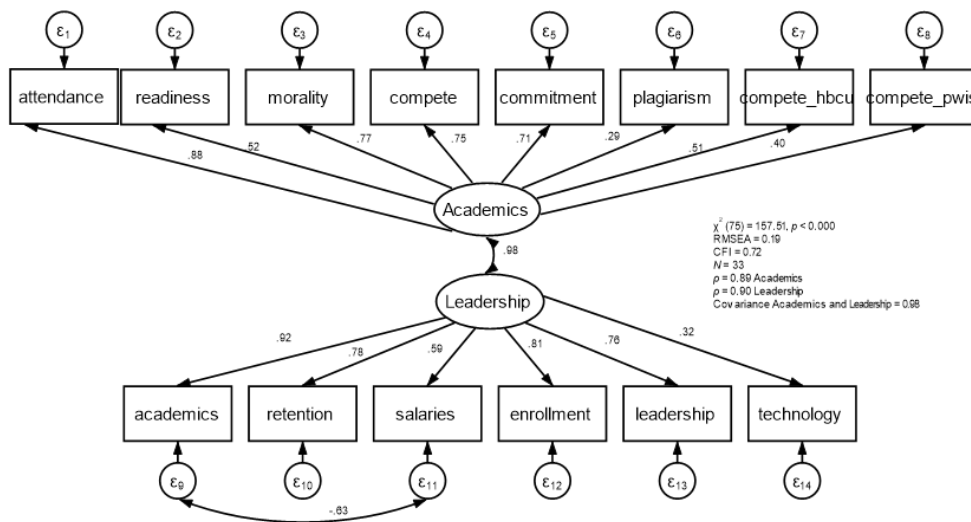 ε1 ε2 ε3 ε4 ε5 ε6 ε7 ε8
attendance readiness morality compete commitment plagiarism compete_hbcu compete_pwis
.88 .52 .77 .75 .71 .29 .51 .40
Academics
.98
χ² (75) = 157.51, p < 0.000
RMSEA = 0.19
CFI = 0.72
N = 33
ρ = 0.89 Academics
ρ = 0.90 Leadership
Covariance Academics and Leadership = 0.98
Leadership
.92 .78 .59 .81 .76 .32
academics retention salaries enrollment leadership technology
ε9 ε10 ε11 ε12 ε13 ε14
-.63